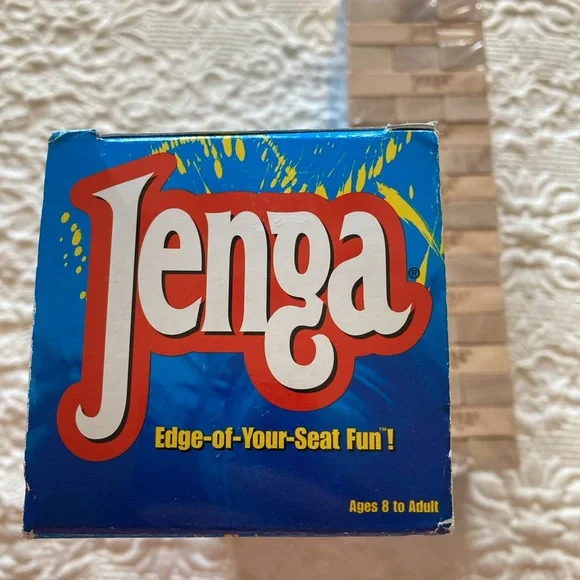 Jenga®
Edge-of-Your-Seat Fun™!
Ages 8 to Adult